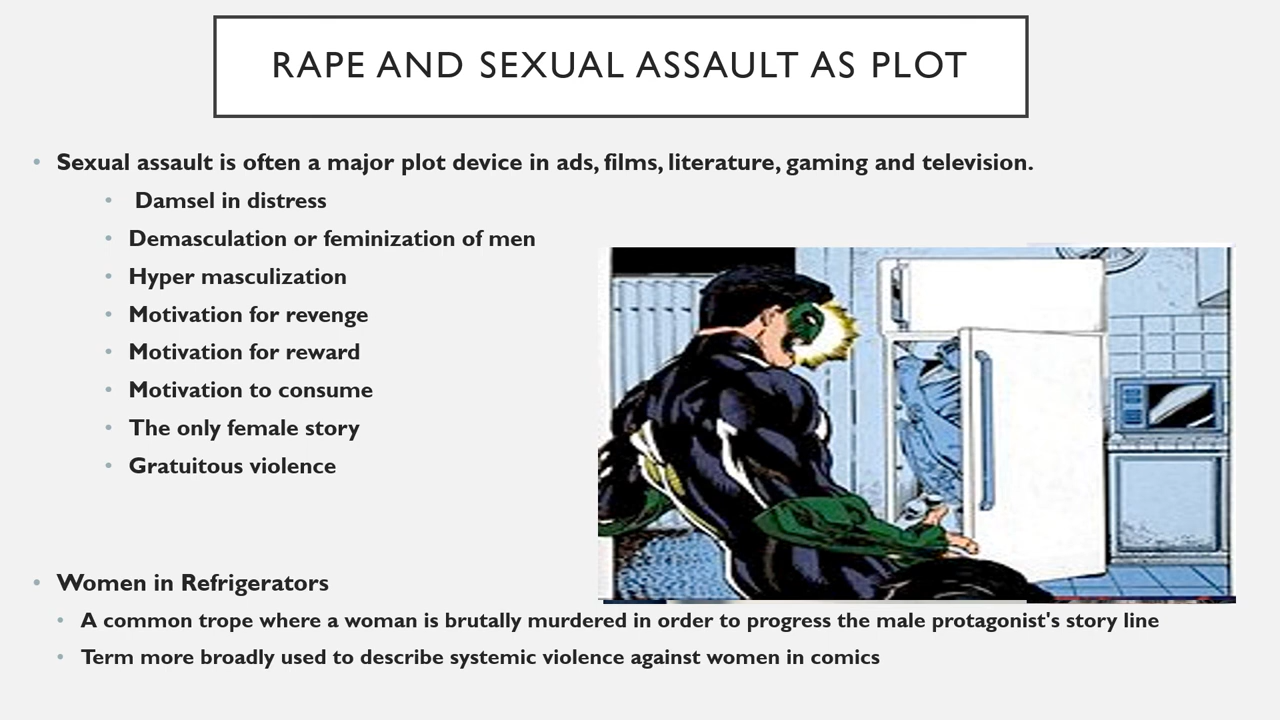 RAPE AND SEXUAL ASSAULT AS PLOT
Sexual assault is often a major plot device in ads, films, literature, gaming and television.
Damsel in distress
Demasculation or feminization of men
Hyper masculization
Motivation for revenge
Motivation for reward
Motivation to consume
The only female story
Gratuitous violence
Women in Refrigerators
A common trope where a woman is brutally murdered in order to progress the male protagonist's story line
Term more broadly used to describe systemic violence against women in comics